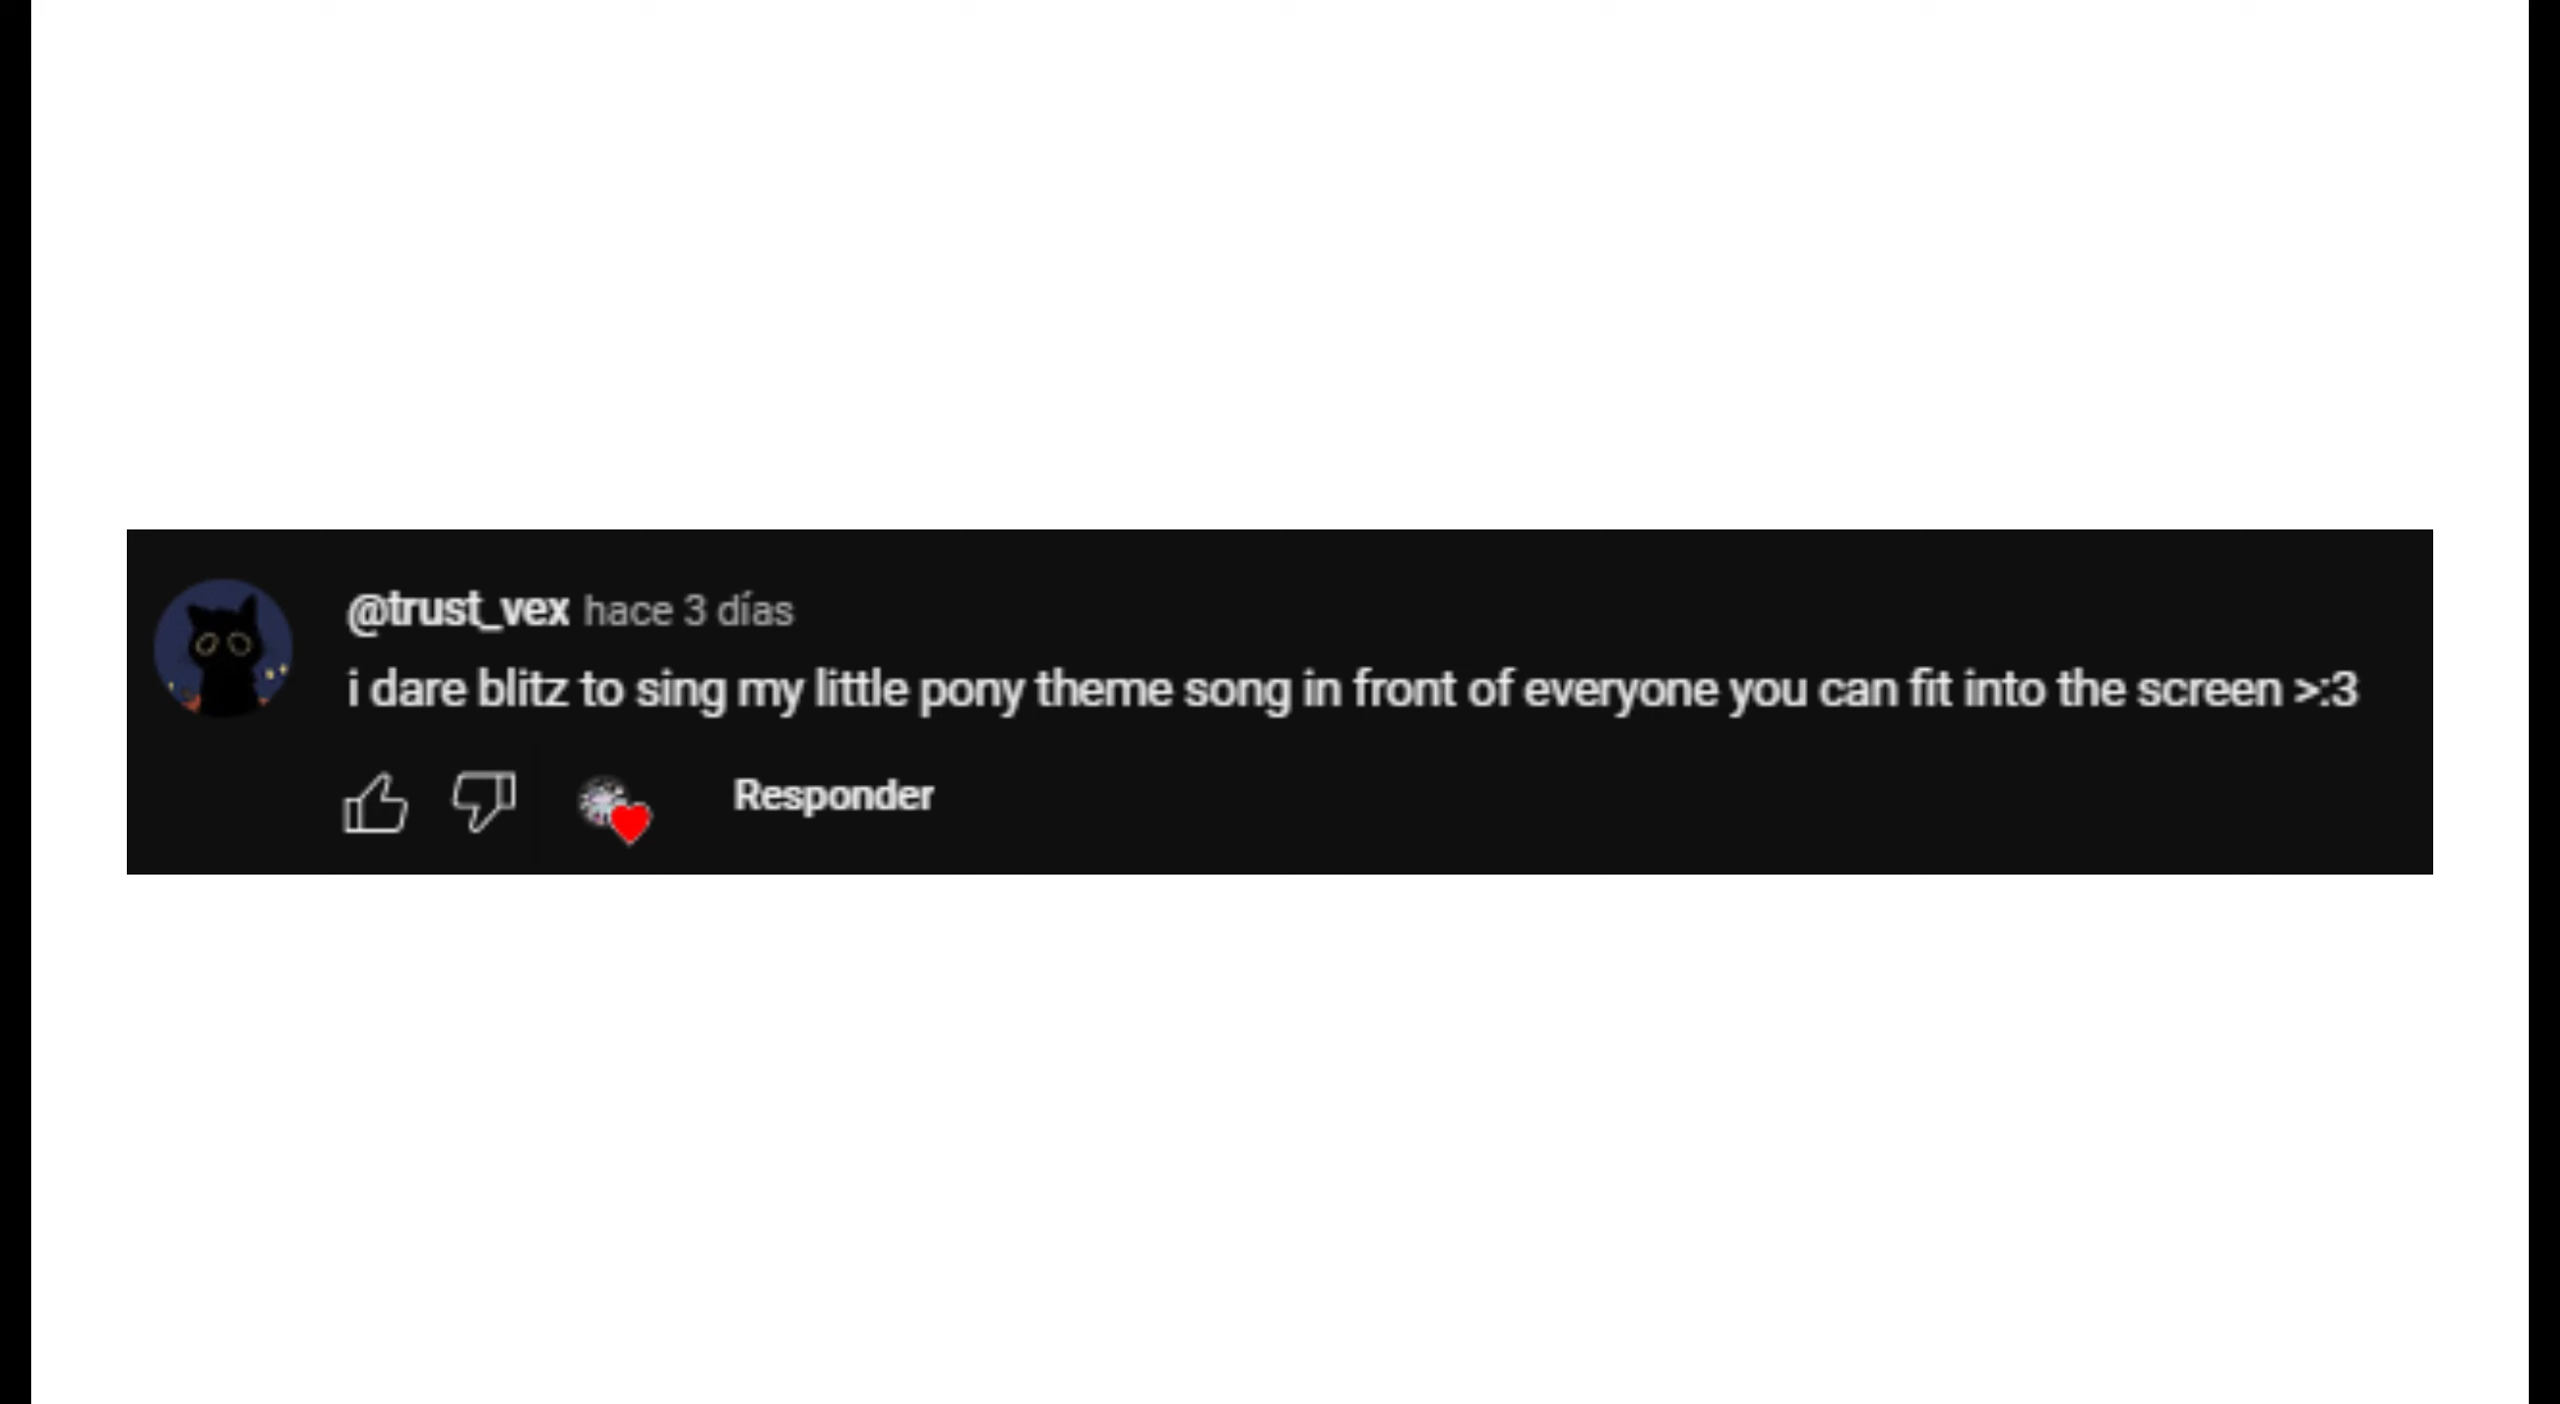 @trust_vex hace 3 días
i dare blitz to sing my little pony theme song in front of everyone you can fit into the screen >:3
Responder